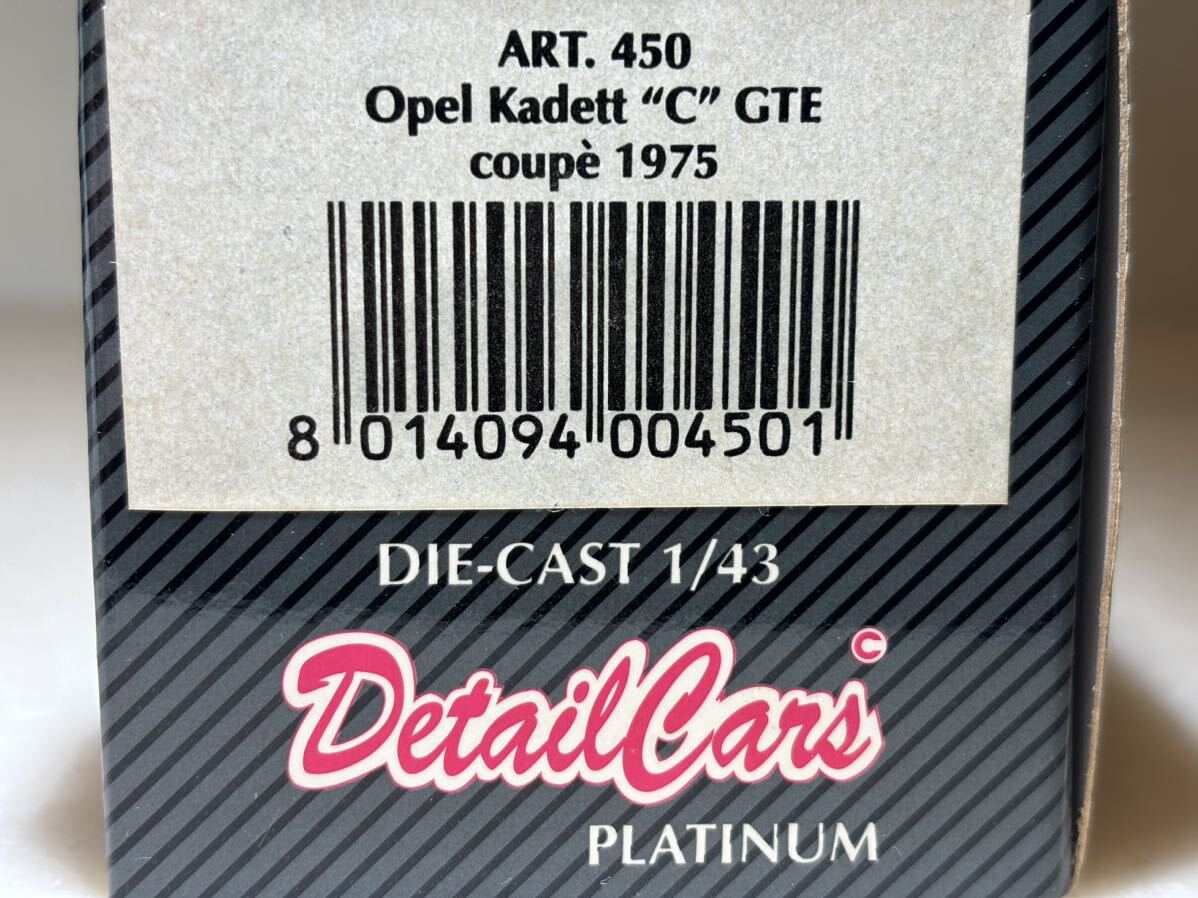 ART. 450
Opel Kadett “C” GTE
coupè 1975
8 014094 004501
DIE-CAST 1/43
DetailCars ©
PLATINUM